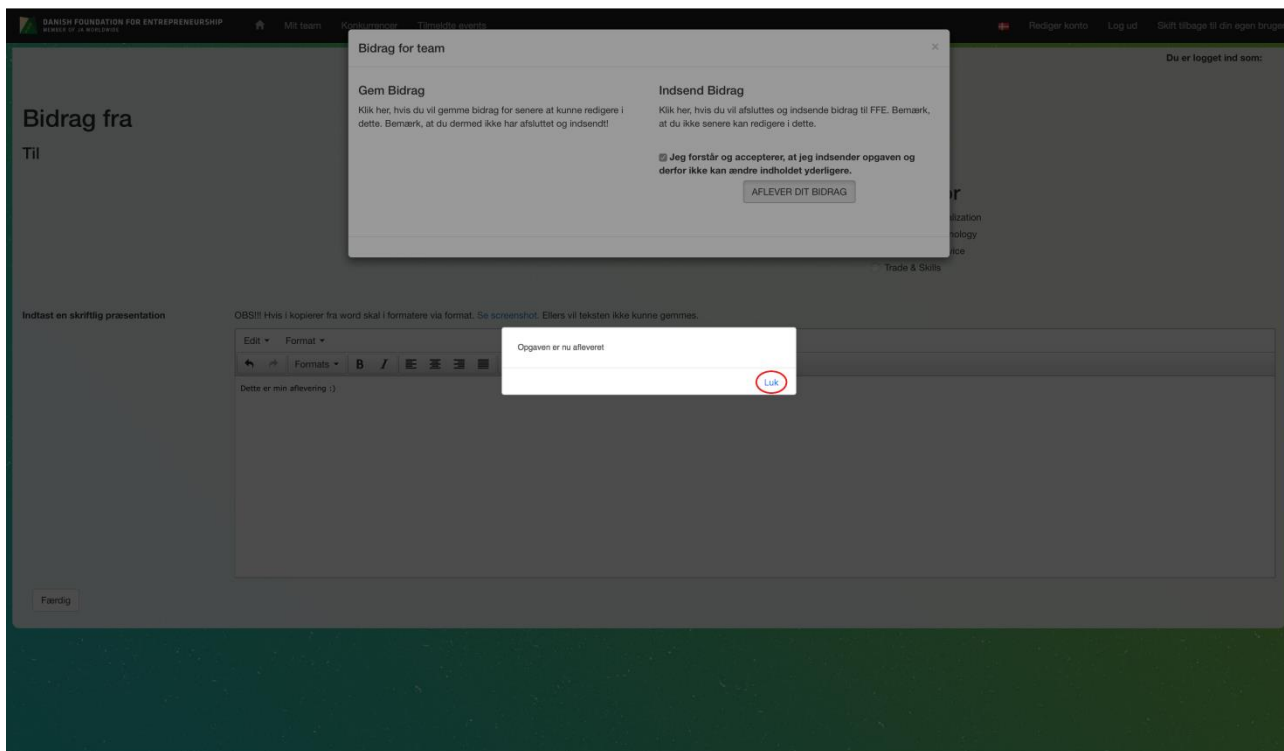 DANISH FOUNDATION FOR ENTREPRENEURSHIP
MEMBER OF JA WORLDWIDE
Mit team
Konkurrencer
Tilmeldte events
Rediger konto
Log ud
Skift tilbage til din egen bruger
Du er logget ind som:
Bidrag for team
×
Gem Bidrag
Klik her, hvis du vil gemme bidrag for senere at kunne redigere i
dette. Bemærk, at du dermed ikke har afsluttet og indsendt!
Indsend Bidrag
Klik her, hvis du vil afsluttes og indsende bidrag til FFE. Bemærk,
at du ikke senere kan redigere i dette.
Jeg forstår og accepterer, at jeg indsender opgaven og
derfor ikke kan ændre indholdet yderligere.
AFLEVER DIT BIDRAG
Bidrag fra
Til
Trade & Skills
Indtast en skriftlig præsentation
OBS!!! Hvis i kopierer fra word skal i formatere via format. Se screenshot. Ellers vil teksten ikke kunne gemmes.
Edit
Format
Formats
B
I
Dette er min aflevering :)
Opgaven er nu afleveret
Luk
Færdig